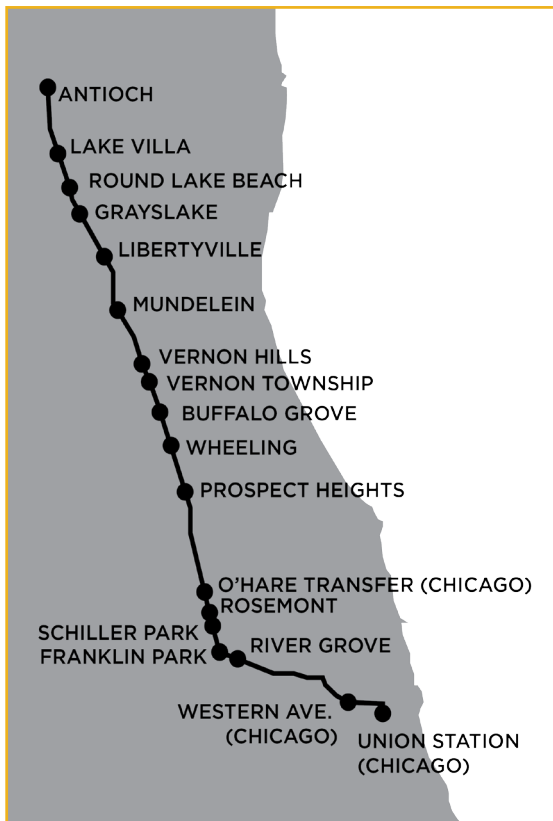 ANTIOCH
LAKE VILLA
ROUND LAKE BEACH
GRAYSLAKE
LIBERTYVILLE
MUNDELEIN
VERNON HILLS
VERNON TOWNSHIP
BUFFALO GROVE
WHEELING
PROSPECT HEIGHTS
O'HARE TRANSFER (CHICAGO)
ROSEMONT
SCHILLER PARK
FRANKLIN PARK
RIVER GROVE
WESTERN AVE.
(CHICAGO)
UNION STATION
(CHICAGO)